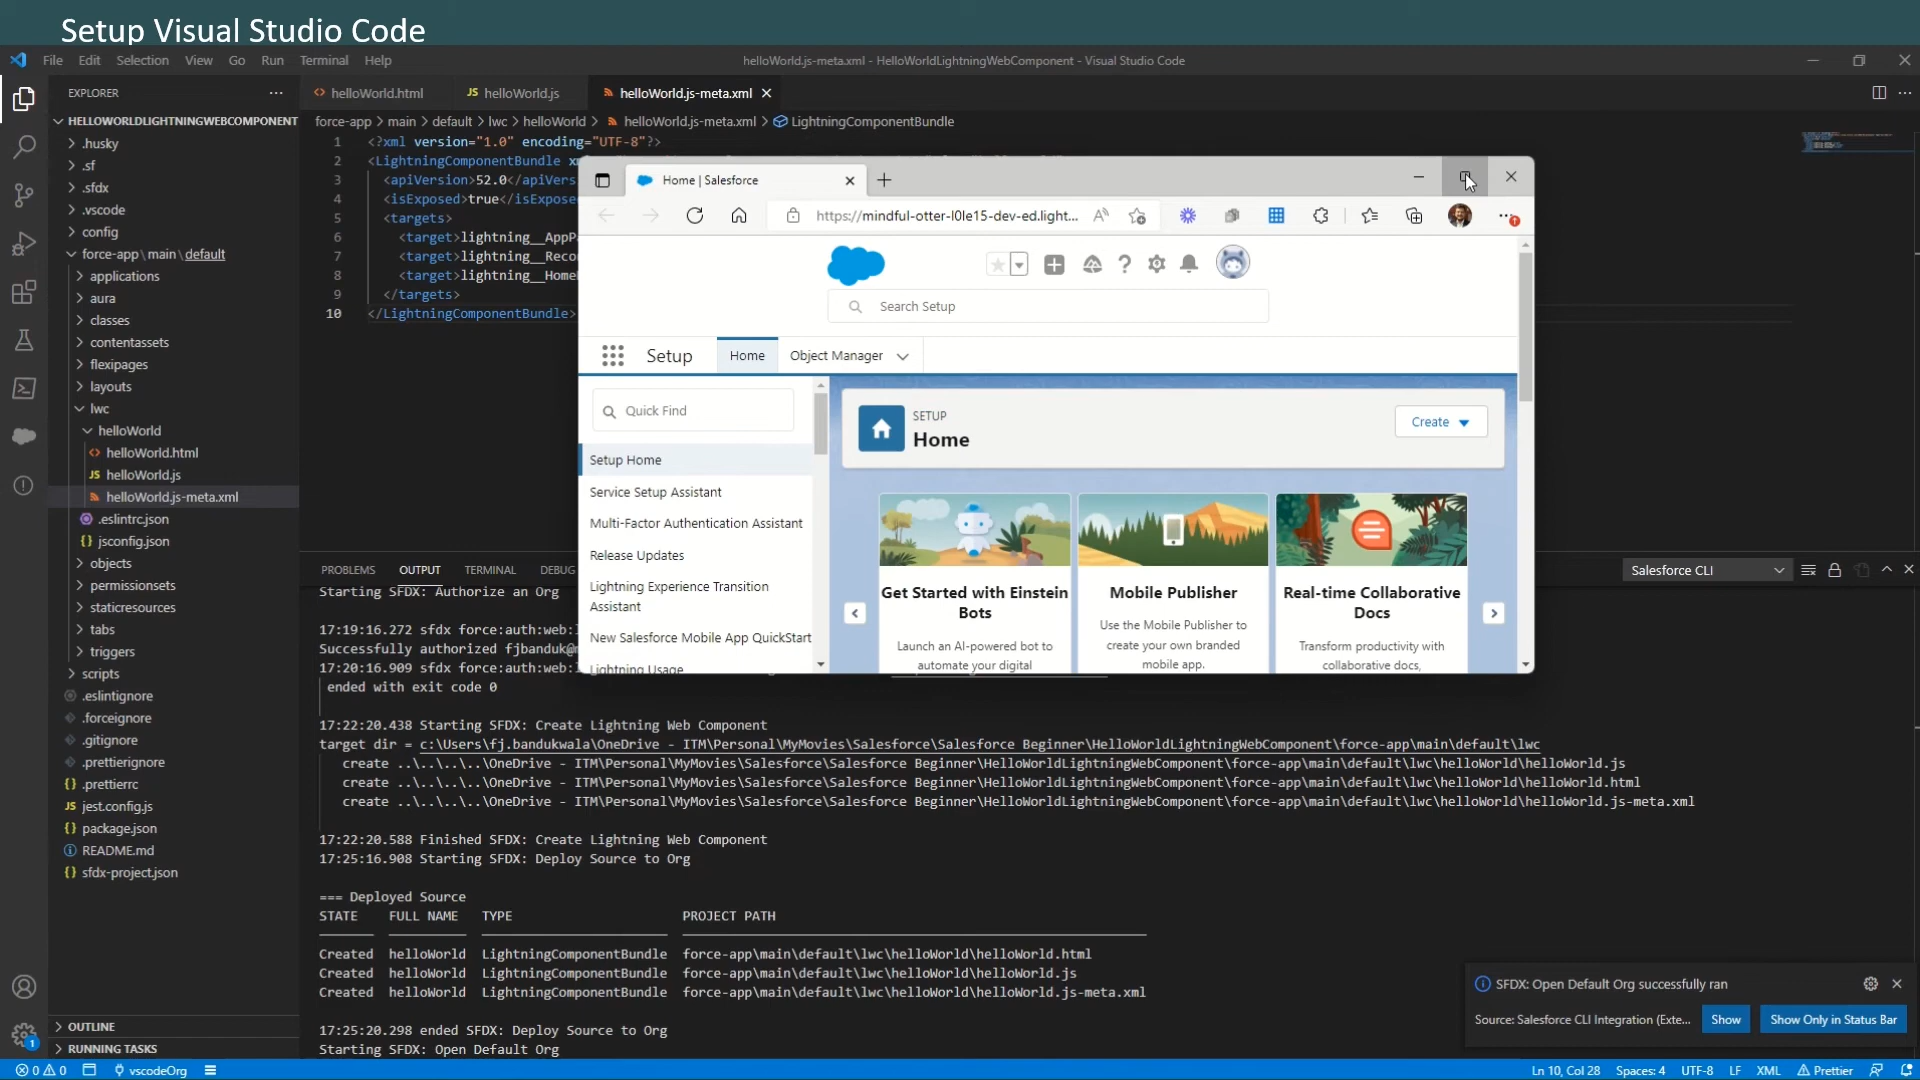 Setup Visual Studio Code
File Edit Selection View Go Run Terminal Help
helloWorld.js-meta.xml - HelloWorldLightningWebComponent - Visual Studio Code
EXPLORER
HELLOWORLDLIGHTNINGWEBCOMPONENT
.husky
.sf
.sfdx
.vscode
config
force-app\main\default
applications
aura
classes
contentassets
flexipages
layouts
lwc
helloWorld
helloWorld.html
JS helloWorld.js
helloWorld.js-meta.xml
.eslintrc.json
{} jsconfig.json
objects
permissionsets
staticresources
tabs
triggers
scripts
.eslintignore
.forceignore
.gitignore
.prettierignore
{} .prettierrc
JS jest.config.js
{} package.json
README.md
{} sfdx-project.json
OUTLINE
RUNNING TASKS
helloWorld.html JS helloWorld.js helloWorld.js-meta.xml
force-app > main > default > lwc > helloWorld > helloWorld.js-meta.xml > LightningComponentBundle
1 <?xml version="1.0" encoding="UTF-8"?>
2 <LightningComponentBundle
3 <apiVersion>52.0</apiVers
4 <isExposed>true</isExpose
5 <targets>
6 <target>lightning__AppP
7 <target>lightning__Reco
8 <target>lightning__Home
9 </targets>
10 </LightningComponentBundle>
Home | Salesforce
https://mindful-otter-l0le15-dev-ed.light...
Search Setup
Setup Home Object Manager
Quick Find
Setup Home
Service Setup Assistant
Multi-Factor Authentication Assistant
Release Updates
Lightning Experience Transition
Assistant
New Salesforce Mobile App QuickStart
Lightning Usage
SETUP
Home
Create
Get Started with Einstein
Bots
Launch an AI-powered bot to
automate your digital
Mobile Publisher
Use the Mobile Publisher to
create your own branded
mobile app.
Real-time Collaborative
Docs
Transform productivity with
collaborative docs,
PROBLEMS OUTPUT TERMINAL DEBUG
Salesforce CLI
Starting SFDX: Authorize an Org
17:19:16.272 sfdx force:auth:web:
Successfully authorized fjbanduk@
17:20:16.909 sfdx force:auth:web:
ended with exit code 0
17:22:20.438 Starting SFDX: Create Lightning Web Component
target dir = c:\Users\fj.bandukwala\OneDrive - ITM\Personal\MyMovies\Salesforce\Salesforce Beginner\HelloWorldLightningWebComponent\force-app\main\default\lwc
create ..\..\..\..\OneDrive - ITM\Personal\MyMovies\Salesforce\Salesforce Beginner\HelloWorldLightningWebComponent\force-app\main\default\lwc\helloWorld\helloWorld.js
create ..\..\..\..\OneDrive - ITM\Personal\MyMovies\Salesforce\Salesforce Beginner\HelloWorldLightningWebComponent\force-app\main\default\lwc\helloWorld\helloWorld.html
create ..\..\..\..\OneDrive - ITM\Personal\MyMovies\Salesforce\Salesforce Beginner\HelloWorldLightningWebComponent\force-app\main\default\lwc\helloWorld\helloWorld.js-meta.xml
17:22:20.588 Finished SFDX: Create Lightning Web Component
17:25:16.908 Starting SFDX: Deploy Source to Org
=== Deployed Source
STATE FULL NAME TYPE PROJECT PATH
Created helloWorld LightningComponentBundle force-app\main\default\lwc\helloWorld\helloWorld.html
Created helloWorld LightningComponentBundle force-app\main\default\lwc\helloWorld\helloWorld.js
Created helloWorld LightningComponentBundle force-app\main\default\lwc\helloWorld\helloWorld.js-meta.xml
17:25:20.298 ended SFDX: Deploy Source to Org
Starting SFDX: Open Default Org
SFDX: Open Default Org successfully ran
Source: Salesforce CLI Integration (Exte... Show Show Only in Status Bar
1
0 0 vscodeOrg
Ln 10, Col 28 Spaces: 4 UTF-8 LF XML Prettier